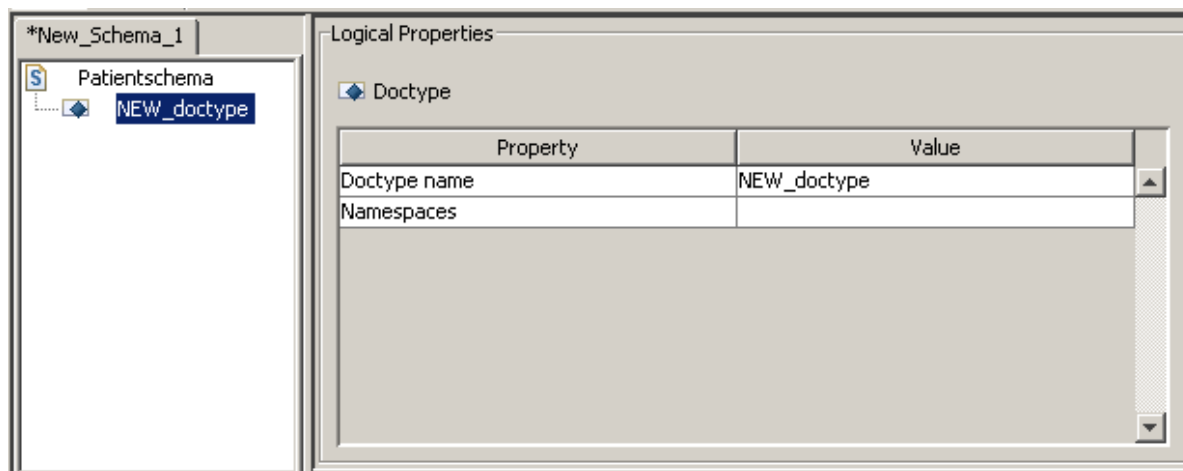 *New_Schema_1
S Patientschema
NEW_doctype
Logical Properties
Doctype
Property Value
Doctype name NEW_doctype
Namespaces